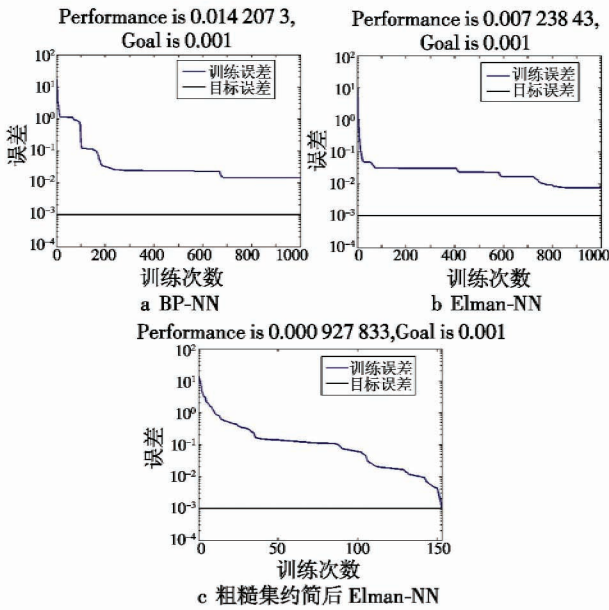 Performance is 0.014 207 3,
Goal is 0.001
10²
10¹
10⁰
10⁻¹
10⁻²
10⁻³
10⁻⁴
误差
训练误差
目标误差
0 200 400 600 800 1000
训练次数
a BP-NN
Performance is 0.007 238 43,
Goal is 0.001
10²
10¹
10⁰
10⁻¹
10⁻²
10⁻³
10⁻⁴
误差
训练误差
目标误差
0 200 400 600 800 1000
训练次数
b Elman-NN
Performance is 0.000 927 833,Goal is 0.001
10²
10¹
10⁰
10⁻¹
10⁻²
10⁻³
10⁻⁴
误差
训练误差
目标误差
0 50 100 150
训练次数
c 粗糙集约简后 Elman-NN